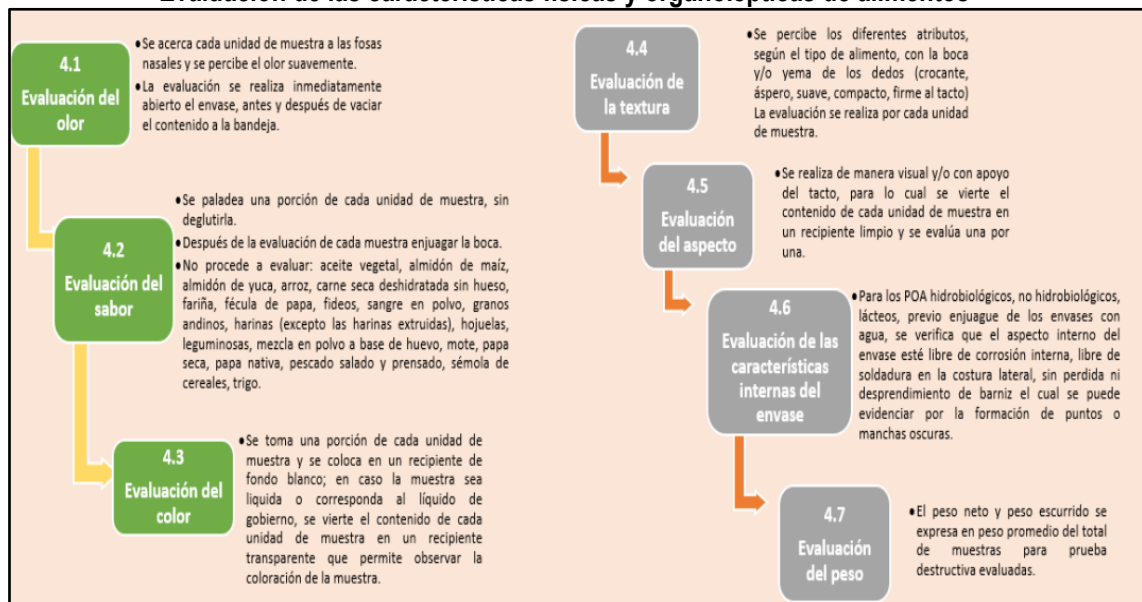 Evaluación de las características físicas y organolépticas de alimentos
4.1
Evaluación del
olor
•Se acerca cada unidad de muestra a las fosas
nasales y se percibe el olor suavemente.
•La evaluación se realiza inmediatamente
abierto el envase, antes y después de vaciar
el contenido a la bandeja.
4.2
Evaluación del
sabor
•Se paladea una porción de cada unidad de muestra, sin
deglutirla.
•Después de la evaluación de cada muestra enjuagar la boca.
•No procede a evaluar: aceite vegetal, almidón de maíz,
almidón de yuca, arroz, carne seca deshidratada sin hueso,
fariña, fécula de papa, fideos, sangre en polvo, granos
andinos, harinas (excepto las harinas extruidas), hojuelas,
leguminosas, mezcla en polvo a base de huevo, mote, papa
seca, papa nativa, pescado salado y prensado, sémola de
cereales, trigo.
4.3
Evaluación del
color
•Se toma una porción de cada unidad de
muestra y se coloca en un recipiente de
fondo blanco; en caso la muestra sea
liquida o corresponda al líquido de
gobierno, se vierte el contenido de cada
unidad de muestra en un recipiente
transparente que permite observar la
coloración de la muestra.
4.4
Evaluación de
la textura
•Se percibe los diferentes atributos,
según el tipo de alimento, con la boca
y/o yema de los dedos (crocante,
áspero, suave, compacto, firme al tacto)
La evaluación se realiza por cada unidad
de muestra.
4.5
Evaluación
del aspecto
•Se realiza de manera visual y/o con apoyo
del tacto, para lo cual se vierte el
contenido de cada unidad de muestra en
un recipiente limpio y se evalúa una por
una.
4.6
Evaluación de las
características
internas del
envase
•Para los POA hidrobiológicos, no hidrobiológicos,
lácteos, previo enjuague de los envases con
agua, se verifica que el aspecto interno del
envase esté libre de corrosión interna, libre de
soldadura en la costura lateral, sin perdida ni
desprendimiento de barniz el cual se puede
evidenciar por la formación de puntos o
manchas oscuras.
4.7
Evaluación
del peso
•El peso neto y peso escurrido se
expresa en peso promedio del total
de muestras para prueba
destructiva evaluadas.